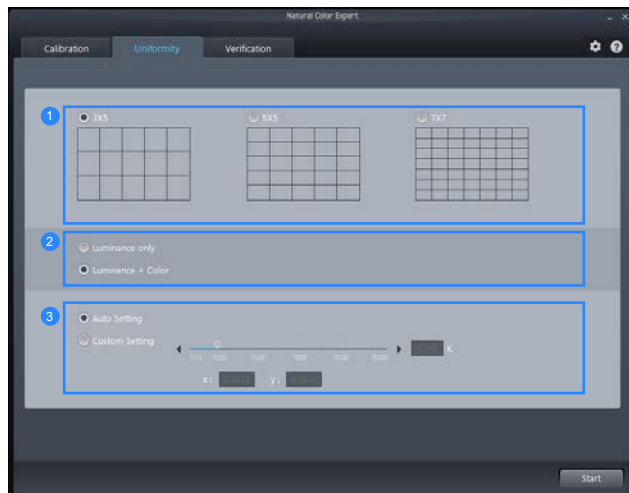 Natural Color Expert
Calibration Uniformity Verification
1 3X5 5X5 7X7
2 Luminance only
Luminance + Color
3 Auto Setting
Custom Setting
K
x: y:
Start